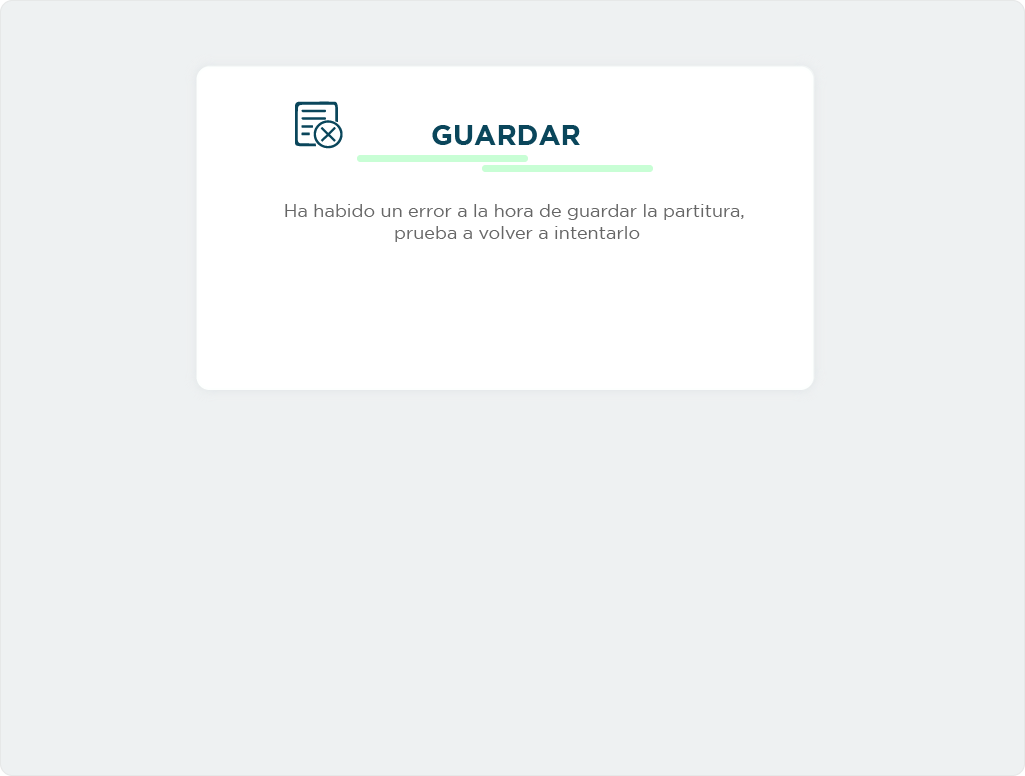 GUARDAR
Ha habido un error a la hora de guardar la partitura,
prueba a volver a intentarlo